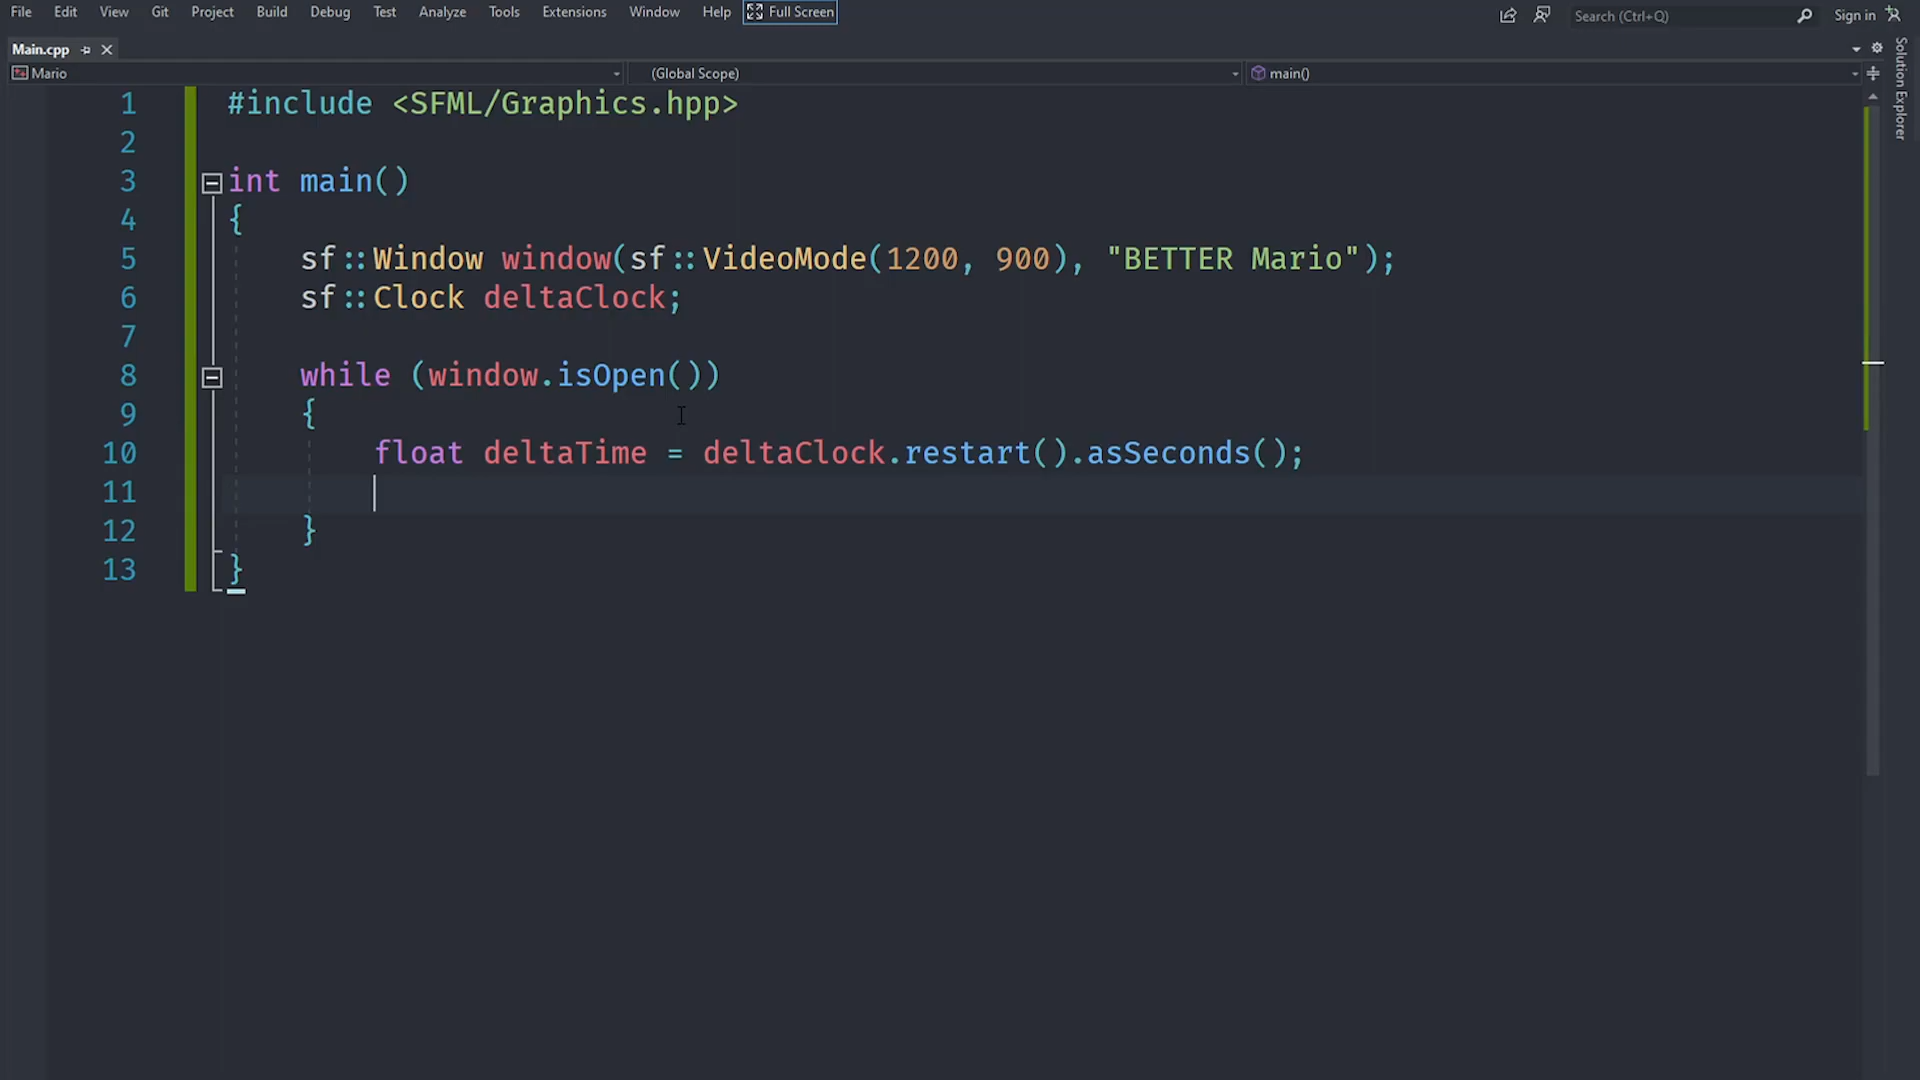 File Edit View Git Project Build Debug Test Analyze Tools Extensions Window Help Full Screen Search (Ctrl+Q) Sign in
Main.cpp
Mario (Global Scope) main()
Solution Explorer
1 #include <SFML/Graphics.hpp>
2
3 int main()
4 {
5 sf::Window window(sf::VideoMode(1200, 900), "BETTER Mario");
6 sf::Clock deltaClock;
7
8 while (window.isOpen())
9 {
10 float deltaTime = deltaClock.restart().asSeconds();
11
12 }
13 }